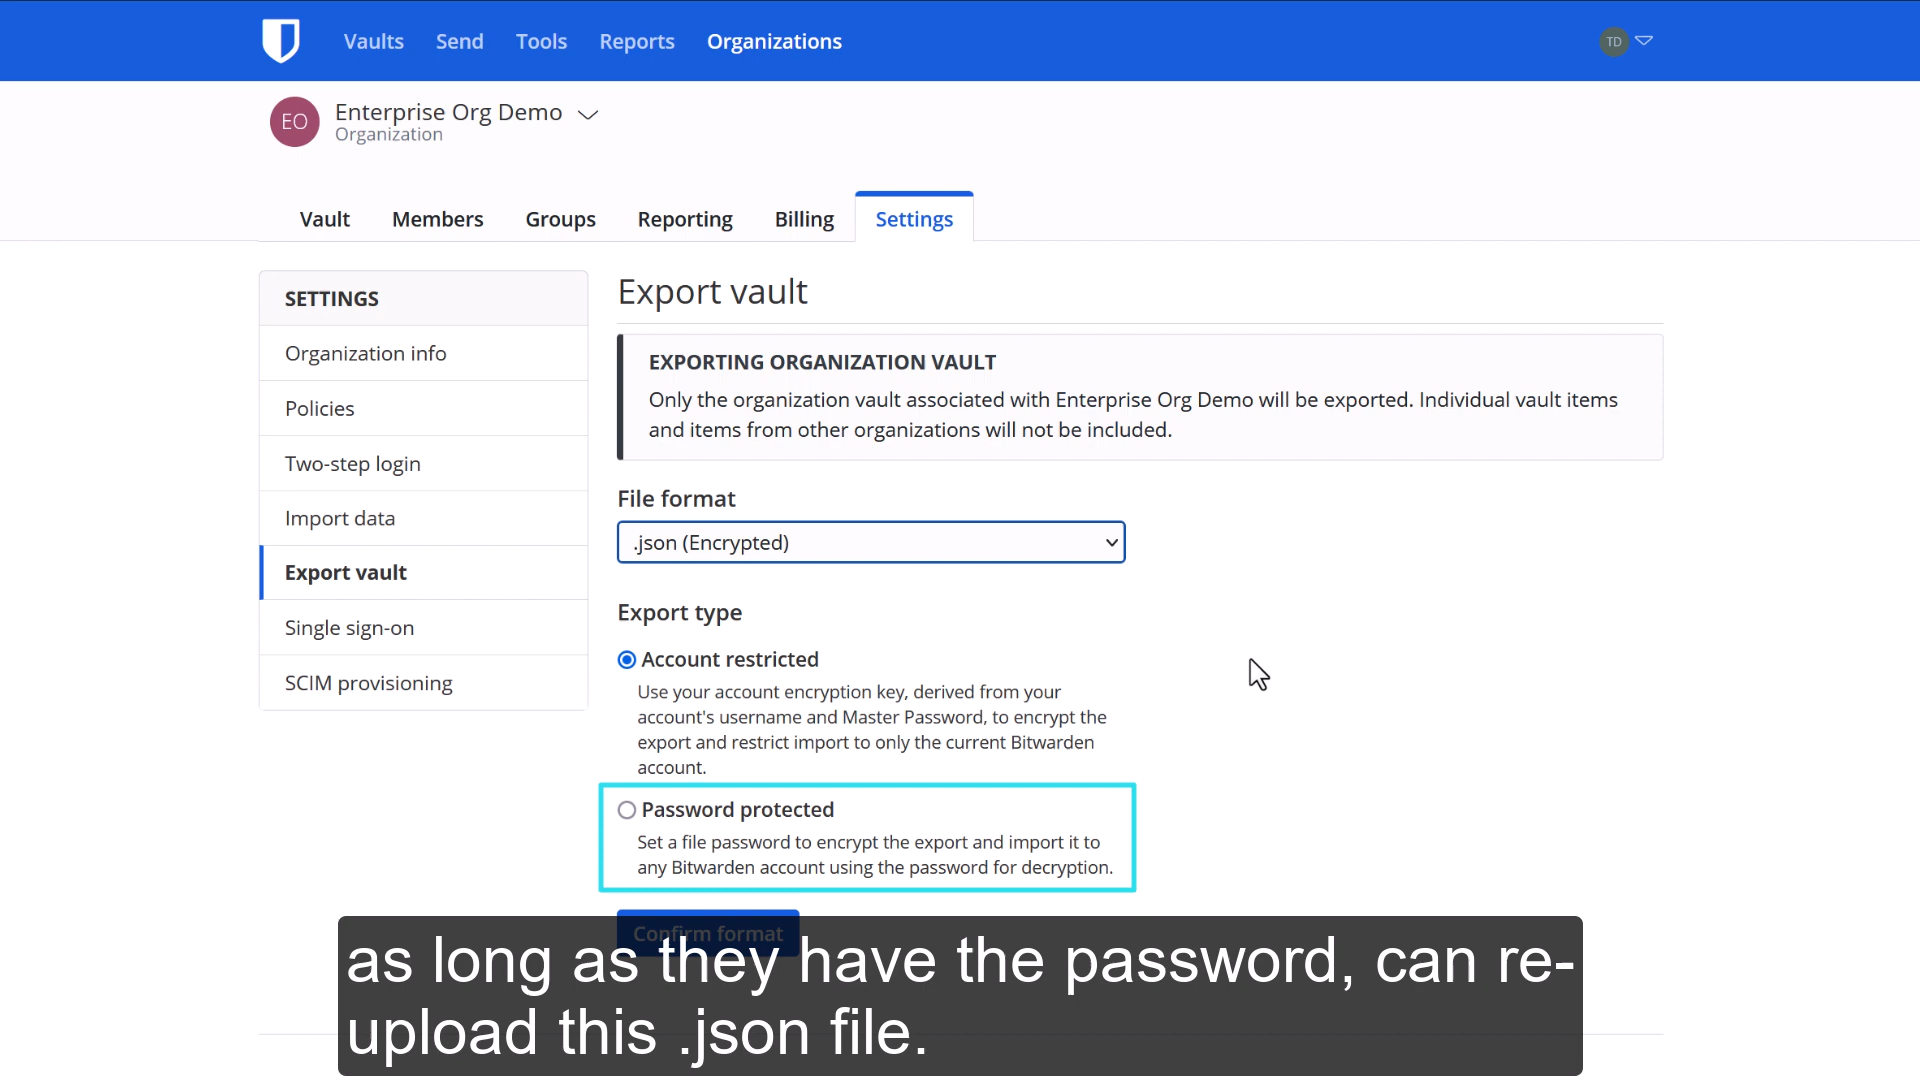 Vaults Send Tools Reports Organizations TD
EO Enterprise Org Demo
Organization
Vault Members Groups Reporting Billing Settings
SETTINGS
Organization info
Policies
Two-step login
Import data
Export vault
Single sign-on
SCIM provisioning
Export vault
EXPORTING ORGANIZATION VAULT
Only the organization vault associated with Enterprise Org Demo will be exported. Individual vault items
and items from other organizations will not be included.
File format
.json (Encrypted)
Export type
Account restricted
Use your account encryption key, derived from your
account's username and Master Password, to encrypt the
export and restrict import to only the current Bitwarden
account.
Password protected
Set a file password to encrypt the export and import it to
any Bitwarden account using the password for decryption.
Confirm format
as long as they have the password, can re-
upload this .json file.